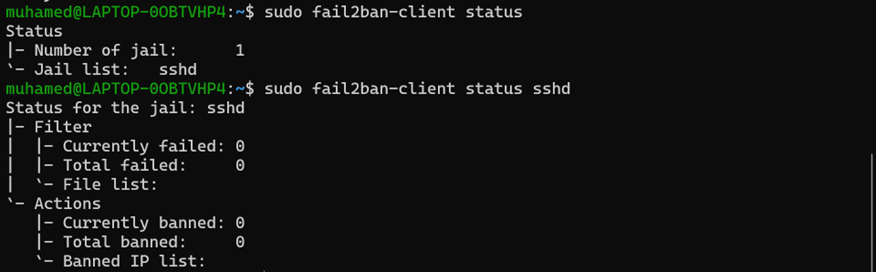 muhamed@LAPTOP-0OBTVHP4:~$ sudo fail2ban-client status
Status
|- Number of jail:      1
`- Jail list:   sshd
muhamed@LAPTOP-0OBTVHP4:~$ sudo fail2ban-client status sshd
Status for the jail: sshd
|- Filter
|  |- Currently failed: 0
|  |- Total failed:     0
|  `- File list:
`- Actions
   |- Currently banned: 0
   |- Total banned:     0
   `- Banned IP list: